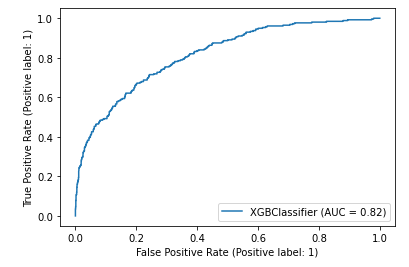 True Positive Rate (Positive label: 1)
1.0
0.8
0.6
0.4
0.2
0.0
XGBClassifier (AUC = 0.82)
0.0 0.2 0.4 0.6 0.8 1.0
False Positive Rate (Positive label: 1)